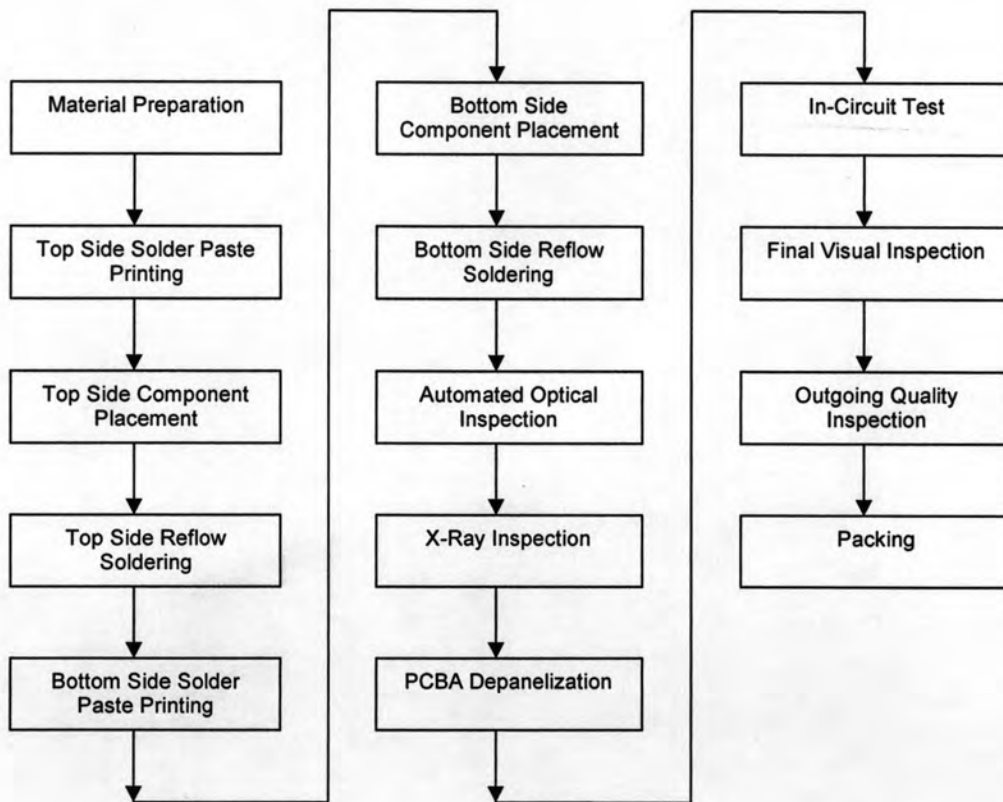 Material Preparation
Top Side Solder Paste
Printing
Top Side Component
Placement
Top Side Reflow
Soldering
Bottom Side Solder
Paste Printing
Bottom Side
Component Placement
Bottom Side Reflow
Soldering
Automated Optical
Inspection
X-Ray Inspection
PCBA Depanelization
In-Circuit Test
Final Visual Inspection
Outgoing Quality
Inspection
Packing